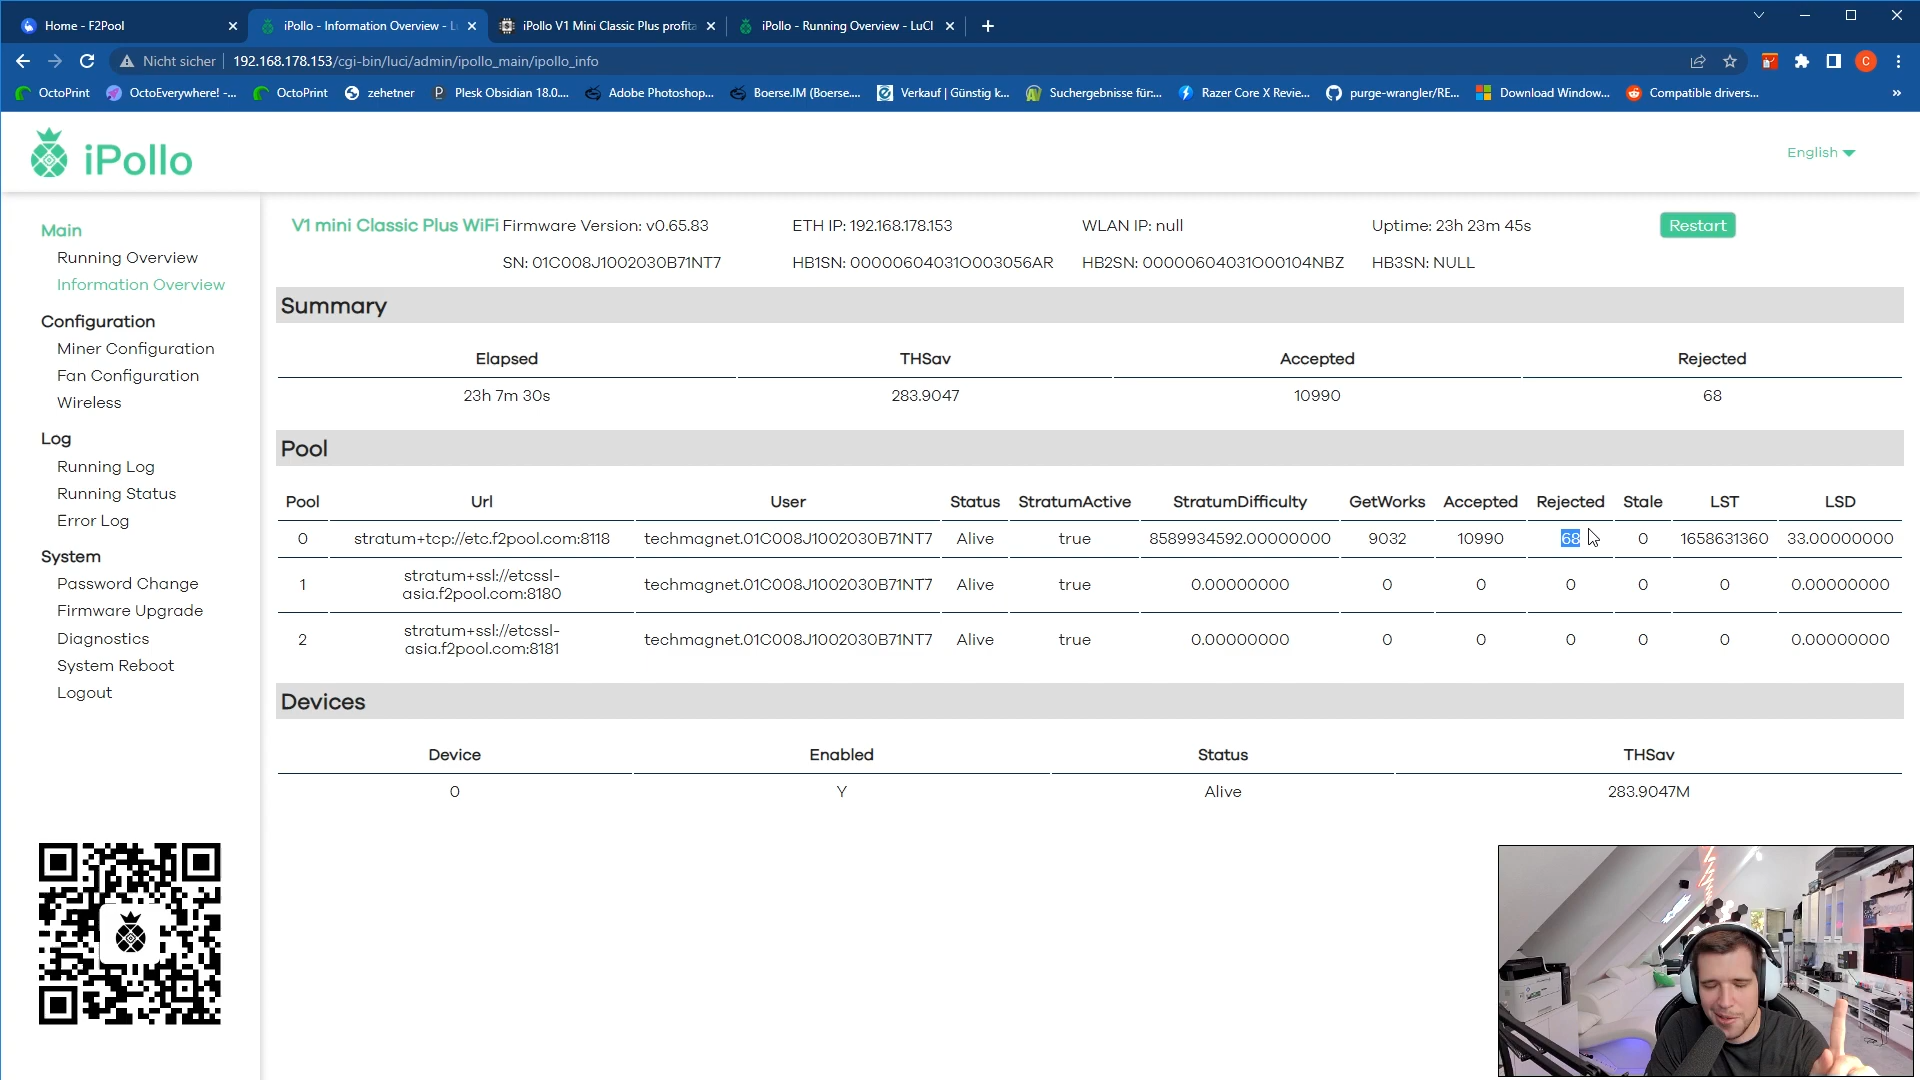 Home - F2Pool
iPollo - Information Overview - L
iPollo V1 Mini Classic Plus profita
iPollo - Running Overview - LuCI
Nicht sicher
192.168.178.153/cgi-bin/luci/admin/ipollo_main/ipollo_info
C
OctoPrint
OctoEverywhere! -...
OctoPrint
zehetner
Plesk Obsidian 18.0....
Adobe Photoshop...
Boerse.IM (Boerse....
Verkauf | Günstig k...
Suchergebnisse für:...
Razer Core X Revie...
purge-wrangler/RE...
Download Window...
Compatible drivers...
»
iPollo
English
Main
Running Overview
Information Overview
Configuration
Miner Configuration
Fan Configuration
Wireless
Log
Running Log
Running Status
Error Log
System
Password Change
Firmware Upgrade
Diagnostics
System Reboot
Logout
V1 mini Classic Plus WiFi Firmware Version: v0.65.83 ETH IP: 192.168.178.153 WLAN IP: null Uptime: 23h 23m 45s Restart
SN: 01C008J1002030B71NT7 HB1SN: 00000604031O003056AR HB2SN: 00000604031O00104NBZ HB3SN: NULL
Summary
Elapsed THSav Accepted Rejected
23h 7m 30s 283.9047 10990 68
Pool
Pool Url User Status StratumActive StratumDifficulty GetWorks Accepted Rejected Stale LST LSD
0 stratum+tcp://etc.f2pool.com:8118 techmagnet.01C008J1002030B71NT7 Alive true 8589934592.00000000 9032 10990 68 0 1658631360 33.00000000
1 stratum+ssl://etcssl-
asia.f2pool.com:8180 techmagnet.01C008J1002030B71NT7 Alive true 0.00000000 0 0 0 0 0 0.00000000
2 stratum+ssl://etcssl-
asia.f2pool.com:8181 techmagnet.01C008J1002030B71NT7 Alive true 0.00000000 0 0 0 0 0 0.00000000
Devices
Device Enabled Status THSav
0 Y Alive 283.9047M